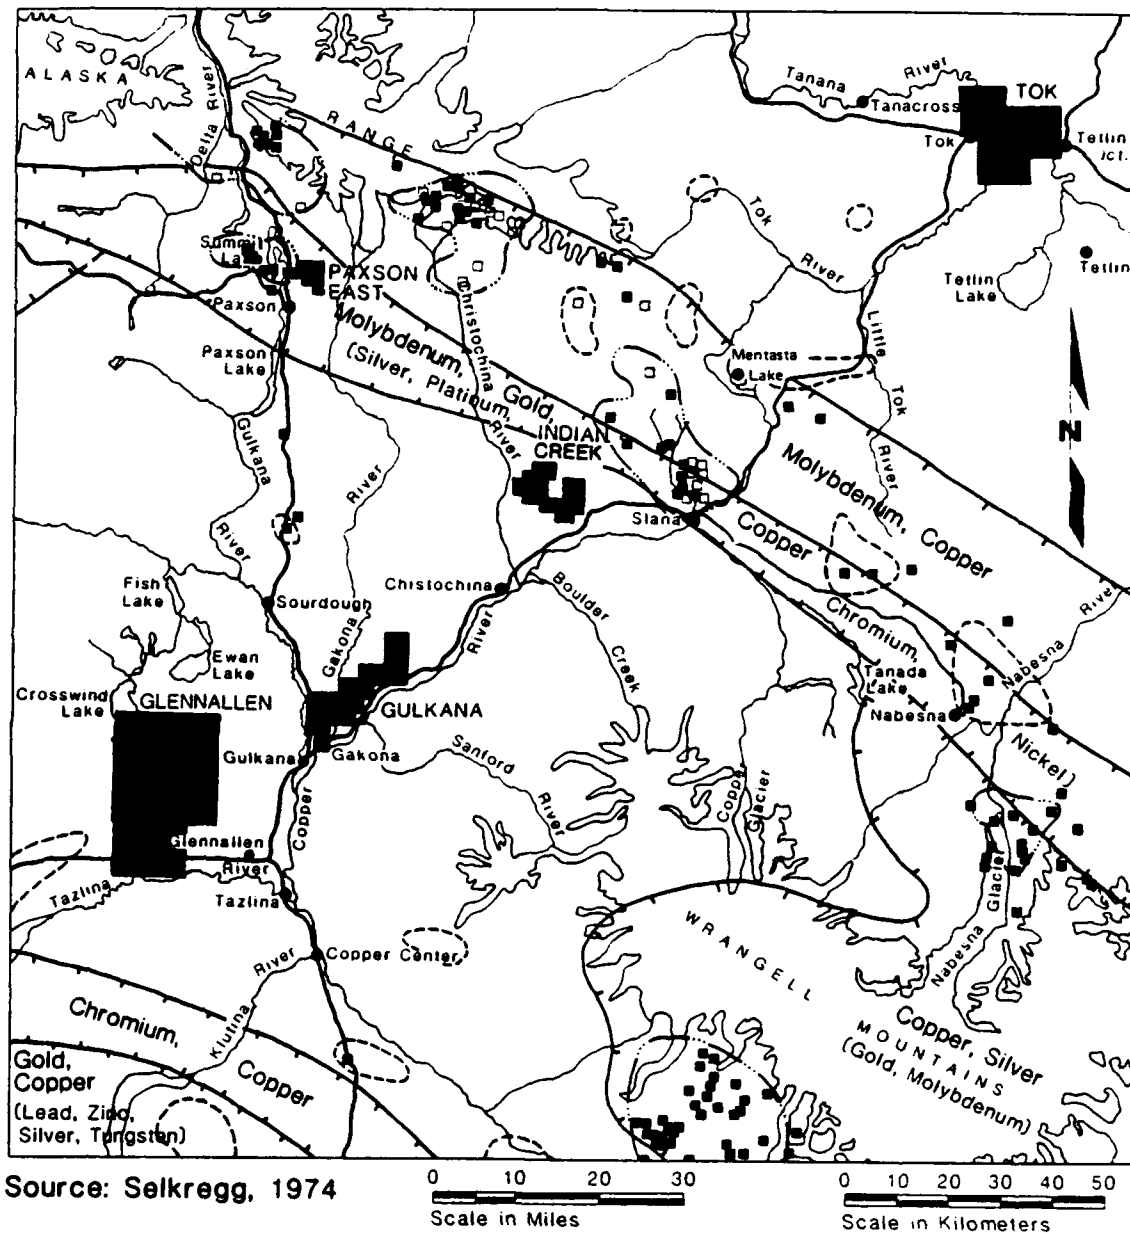 ALASKA
RANGE
Delta River
Tanana River
Tanacross
TOK
Tok
Tetlin
Jct.
Tok River
Tetlin
Tetlin
Lake
Summit
PAXSON
EAST
Paxson
Paxson
Lake
Christochina River
Molybdenum, Gold,
(Silver, Platinum,
Little Tok River
Mentasta
Lake
N
Gulkana River
River
INDIAN
CREEK
Slana
Molybdenum, Copper
Copper
Chromium,
Nickel)
Christochina
Boulder Creek
River
Fish
Lake
Sourdough
Gakona
Ewan
Lake
Crosswind
Lake
GLENNALLEN
GULKANA
Tanada
Lake
Nabesna
Nabesna River
Gulkana
Gakona
Sanford River
Copper
Glacier
Copper
Glennallen
River
Tazlina
Tazlina
Nabesna Glacier
WRANGELL
MOUNTAINS
Copper Center
Klutina River
Chromium,
Copper
Gold,
Copper
(Lead, Zinc,
Silver, Tungsten)
Copper, Silver
(Gold, Molybdenum)
Source: Selkregg, 1974
0 10 20 30
Scale in Miles
0 10 20 30 40 50
Scale in Kilometers